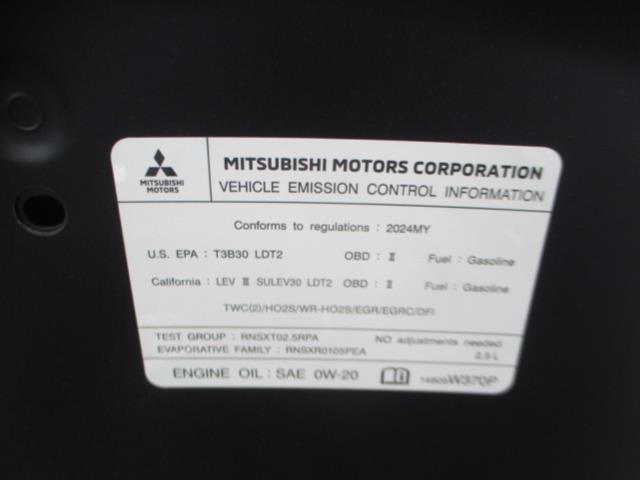 MITSUBISHI MOTORS
MITSUBISHI MOTORS CORPORATION
VEHICLE EMISSION CONTROL INFORMATION
Conforms to regulations : 2024MY
U.S. EPA : T3B30 LDT2 OBD : Ⅱ Fuel : Gasoline
California : LEV Ⅲ SULEV30 LDT2 OBD : Ⅱ Fuel : Gasoline
TWC(2)/HO2S/WR-HO2S/EGR/EGRC/DFI
TEST GROUP : RNSXT02.5RPA NO adjustments needed
EVAPORATIVE FAMILY : RNSXR0105PEA 2.5 L
ENGINE OIL : SAE 0W-20 14805W370P